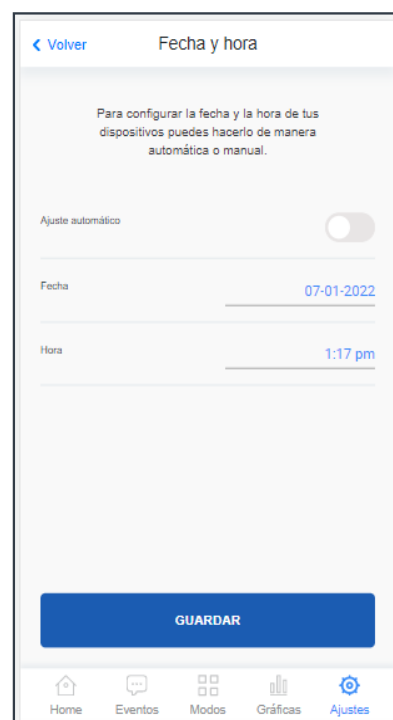 Volver Fecha y hora
Para configurar la fecha y la hora de tus
dispositivos puedes hacerlo de manera
automática o manual.
Ajuste automático
Fecha 07-01-2022
Hora 1:17 pm
GUARDAR
Home Eventos Modos Gráficas Ajustes